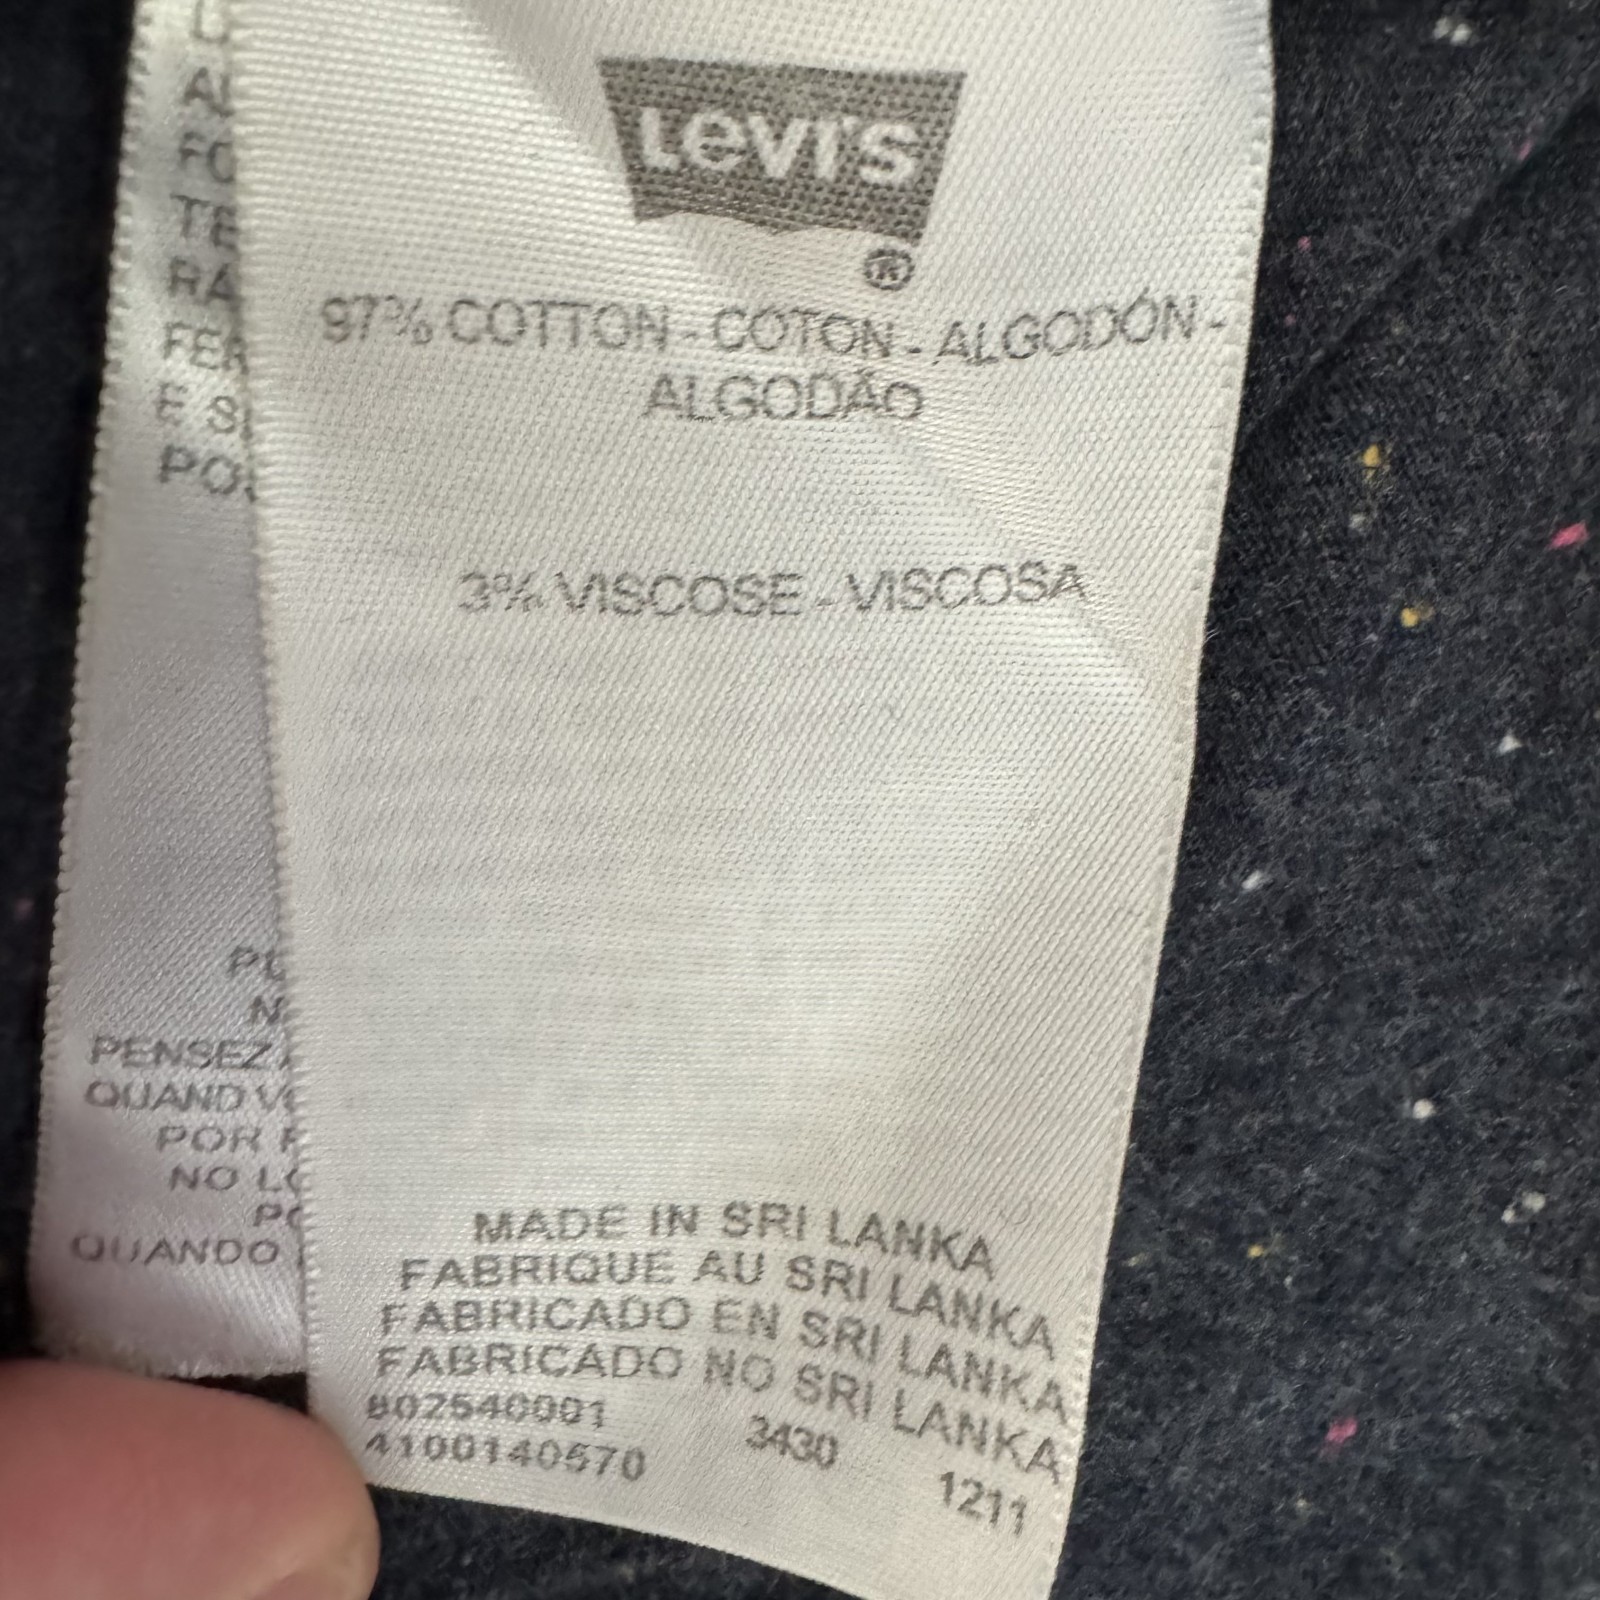 Levi's
®
97% COTTON - COTON - ALGODÓN -
ALGODÃO
3% VISCOSE - VISCOSA
MADE IN SRI LANKA
FABRIQUE AU SRI LANKA
FABRICADO EN SRI LANKA
FABRICADO NO SRI LANKA
802540001 3430 1211
4100140570
PENSEZ
QUAND
POR
NO
QUANDO